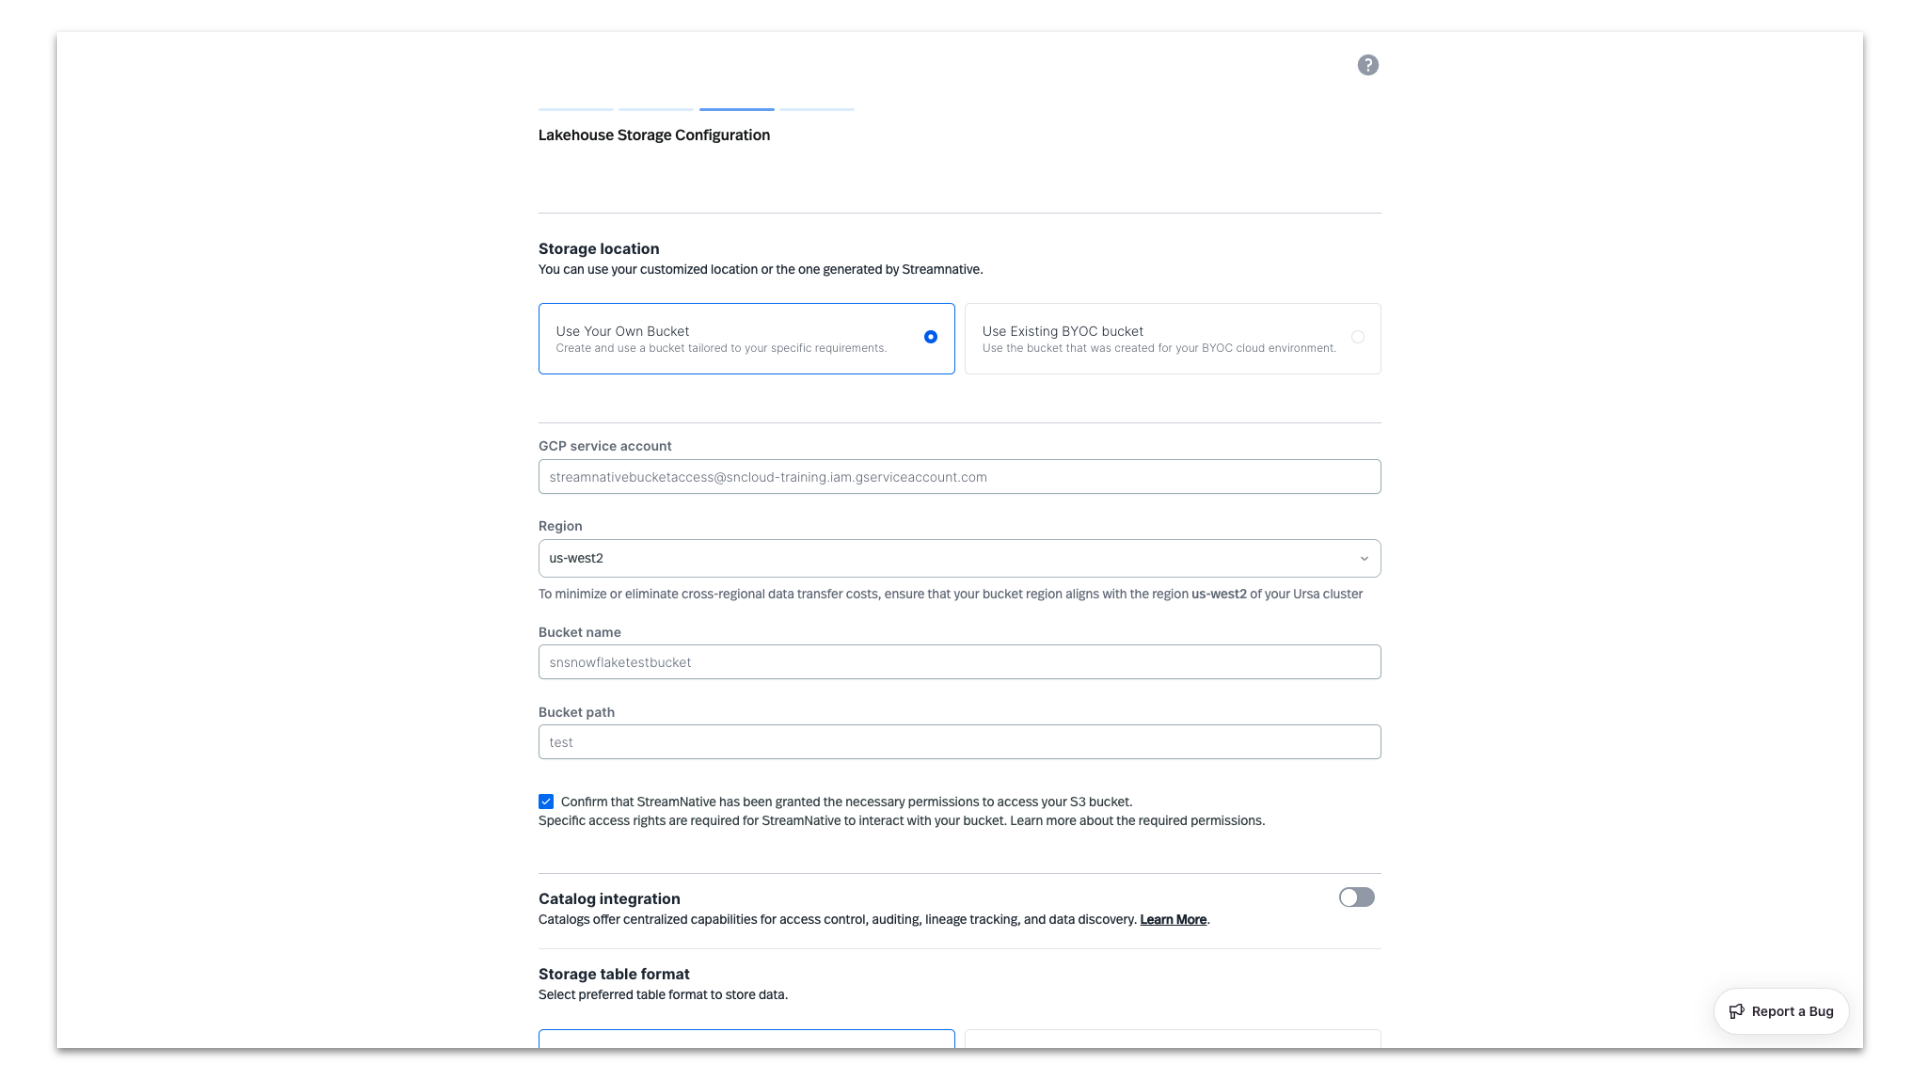 ?
Lakehouse Storage Configuration
Storage location
You can use your customized location or the one generated by Streamnative.
Use Your Own Bucket
Create and use a bucket tailored to your specific requirements.
Use Existing BYOC bucket
Use the bucket that was created for your BYOC cloud environment.
GCP service account
streamnativebucketaccess@sncloud-training.iam.gserviceaccount.com
Region
us-west2
To minimize or eliminate cross-regional data transfer costs, ensure that your bucket region aligns with the region us-west2 of your Ursa cluster
Bucket name
snsnowflaketestbucket
Bucket path
test
Confirm that StreamNative has been granted the necessary permissions to access your S3 bucket.
Specific access rights are required for StreamNative to interact with your bucket. Learn more about the required permissions.
Catalog integration
Catalogs offer centralized capabilities for access control, auditing, lineage tracking, and data discovery. Learn More.
Storage table format
Select preferred table format to store data.
Report a Bug